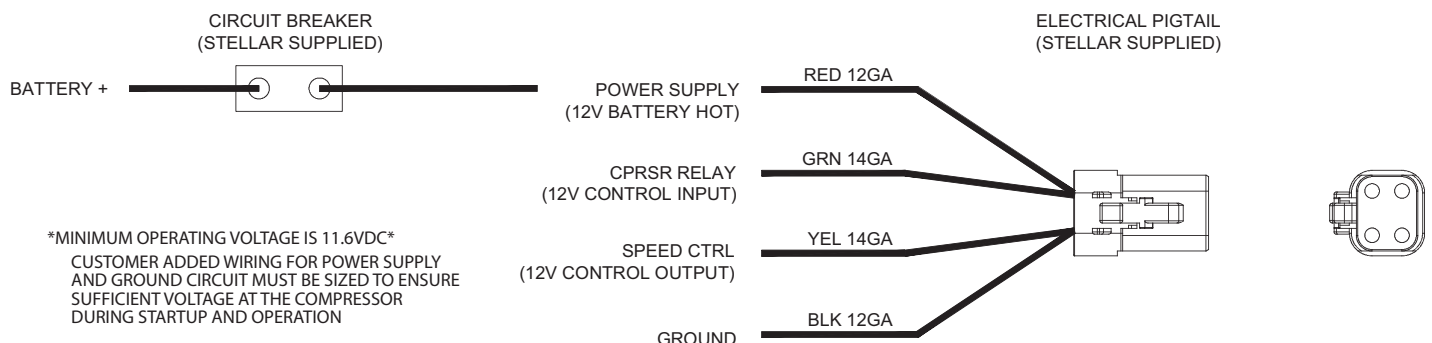 CIRCUIT BREAKER
(STELLAR SUPPLIED)
ELECTRICAL PIGTAIL
(STELLAR SUPPLIED)
BATTERY +
POWER SUPPLY
(12V BATTERY HOT)
RED 12GA
CPRSR RELAY
(12V CONTROL INPUT)
GRN 14GA
SPEED CTRL
(12V CONTROL OUTPUT)
YEL 14GA
GROUND
BLK 12GA
*MINIMUM OPERATING VOLTAGE IS 11.6VDC*
CUSTOMER ADDED WIRING FOR POWER SUPPLY
AND GROUND CIRCUIT MUST BE SIZED TO ENSURE
SUFFICIENT VOLTAGE AT THE COMPRESSOR
DURING STARTUP AND OPERATION